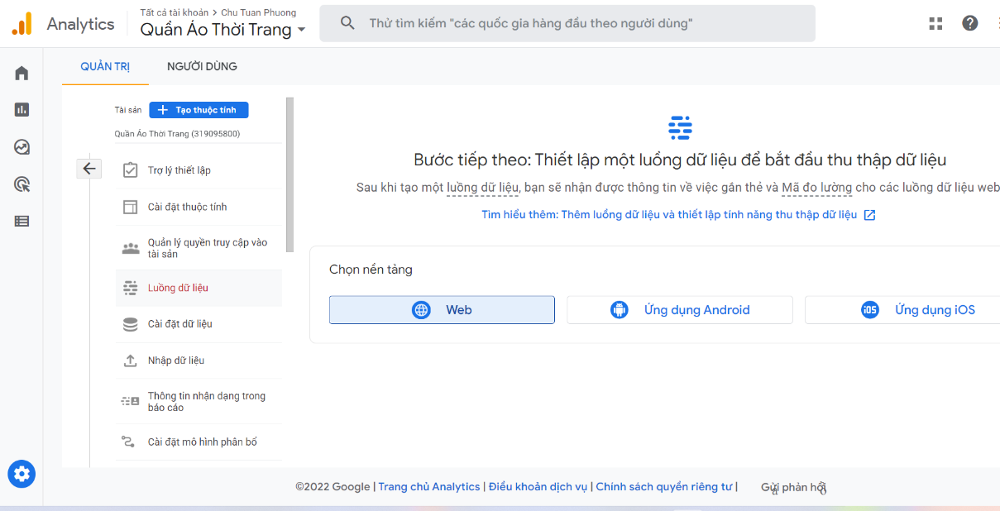 Analytics
Tất cả tài khoản > Chu Tuan Phuong
Quần Áo Thời Trang
Thử tìm kiếm "các quốc gia hàng đầu theo người dùng"
QUẢN TRỊ
NGƯỜI DÙNG
Tài sản
+ Tạo thuộc tính
Quần Áo Thời Trang (319095800)
Trợ lý thiết lập
Cài đặt thuộc tính
Quản lý quyền truy cập vào
tài sản
Luồng dữ liệu
Cài đặt dữ liệu
Nhập dữ liệu
Thông tin nhận dạng trong
báo cáo
Cài đặt mô hình phân bổ
Bước tiếp theo: Thiết lập một luồng dữ liệu để bắt đầu thu thập dữ liệu
Sau khi tạo một luồng dữ liệu, bạn sẽ nhận được thông tin về việc gắn thẻ và Mã đo lường cho các luồng dữ liệu web
Tìm hiểu thêm: Thêm luồng dữ liệu và thiết lập tính năng thu thập dữ liệu
Chọn nền tảng
Web
Ứng dụng Android
iOS Ứng dụng iOS
©2022 Google | Trang chủ Analytics | Điều khoản dịch vụ | Chính sách quyền riêng tư |
Gửi phản hồi